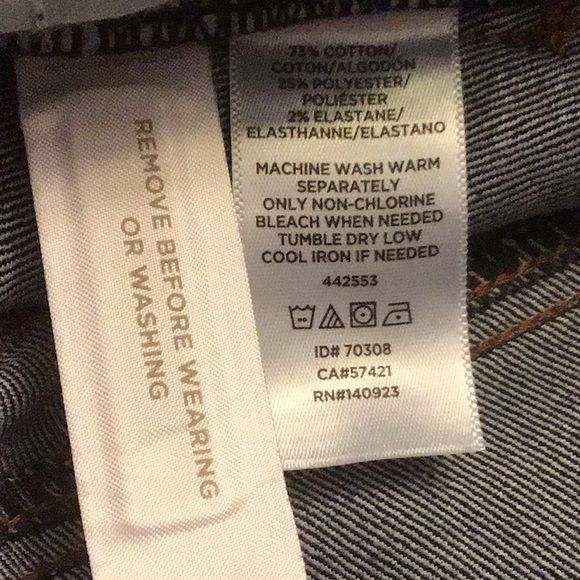 REMOVE BEFORE WEARING
OR WASHING
73% COTTON/
COTON/ALGODÓN
25% POLYESTER/
POLIÉSTER
2% ELASTANE/
ELASTHANNE/ELASTANO
MACHINE WASH WARM
SEPARATELY
ONLY NON-CHLORINE
BLEACH WHEN NEEDED
TUMBLE DRY LOW
COOL IRON IF NEEDED
442553
ID# 70308
CA#57421
RN#140923